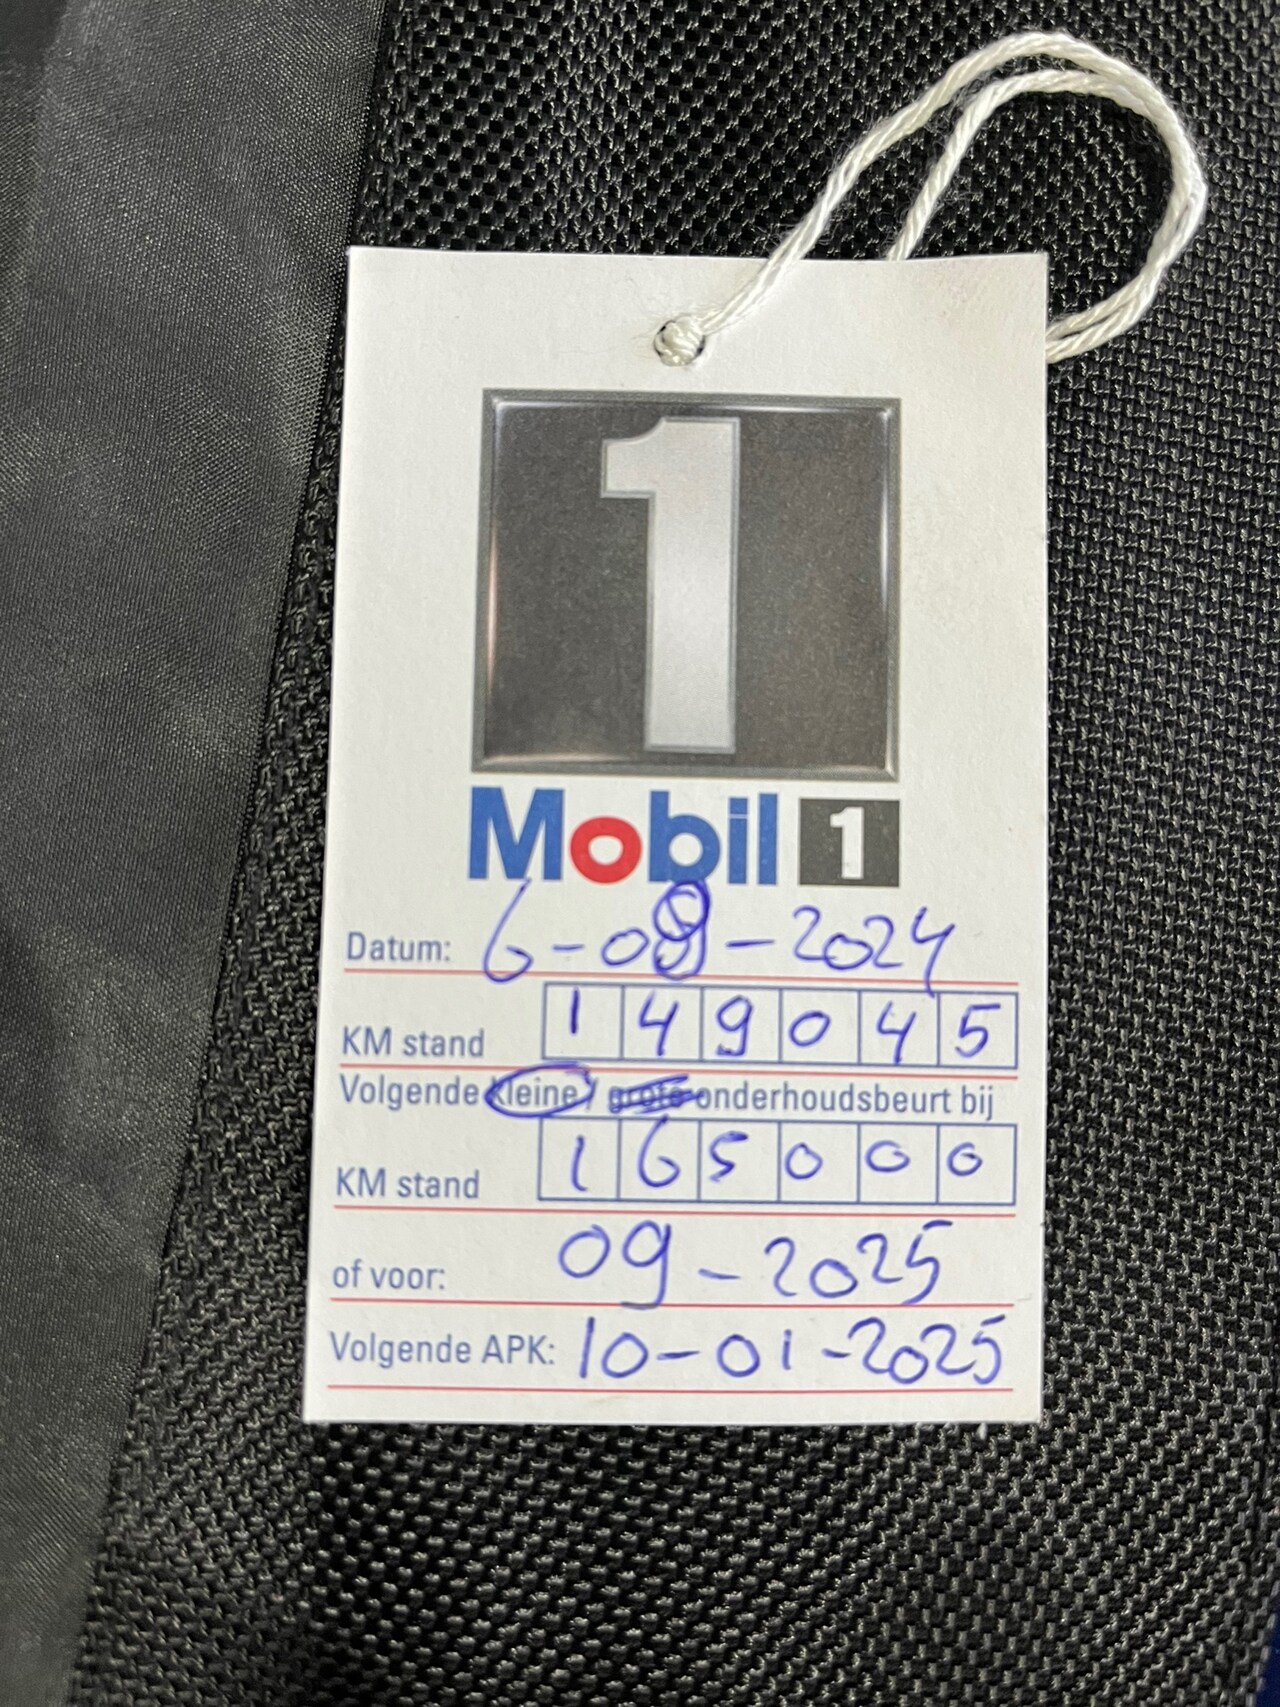 1
Mobil 1
Datum: 6-09-2024
KM stand 149045
Volgende kleine / grote onderhoudsbeurt bij
KM stand 165000
of voor: 09-2025
Volgende APK: 10-01-2025